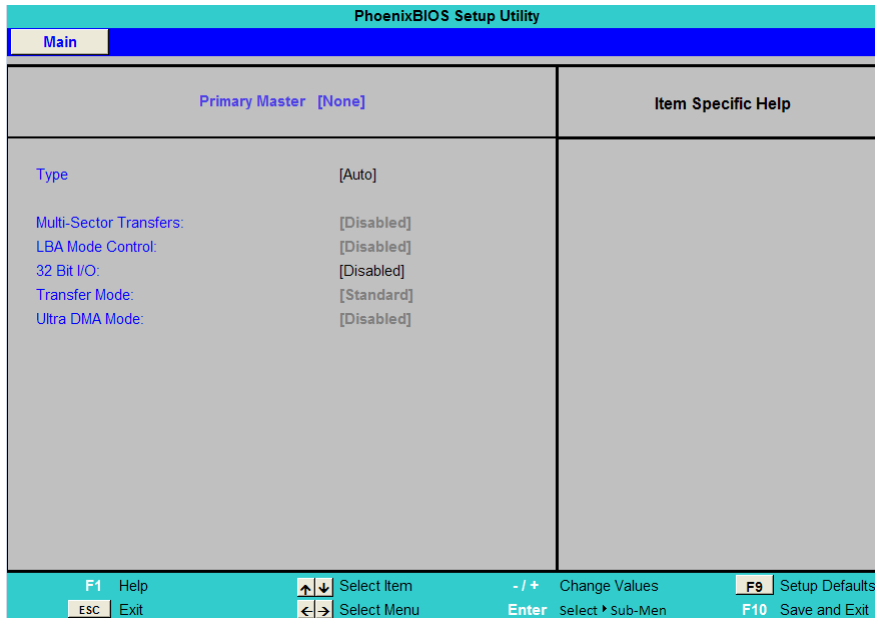 PhoenixBIOS Setup Utility
Main
Primary Master [None]
Item Specific Help
Type [Auto]
Multi-Sector Transfers: [Disabled]
LBA Mode Control: [Disabled]
32 Bit I/O: [Disabled]
Transfer Mode: [Standard]
Ultra DMA Mode: [Disabled]
F1 Help ↑ ↓ Select Item - / + Change Values F9 Setup Defaults
ESC Exit ← → Select Menu Enter Select ▸ Sub-Men F10 Save and Exit